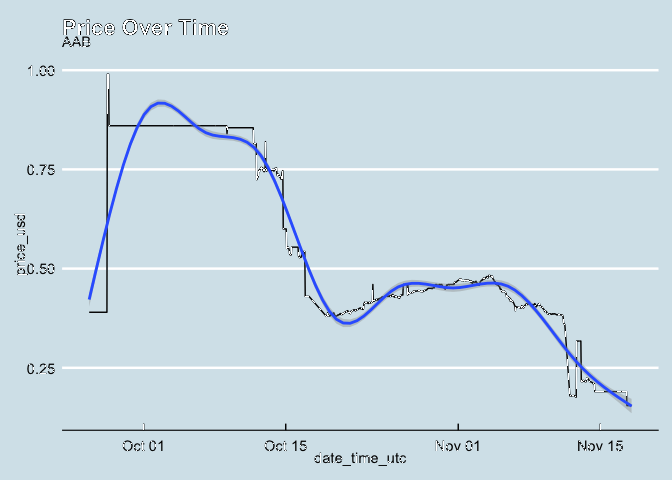 Price Over Time
AAB
1.00
0.75
0.50
0.25
price_usd
Oct 01
Oct 15
Nov 01
Nov 15
date_time_utc